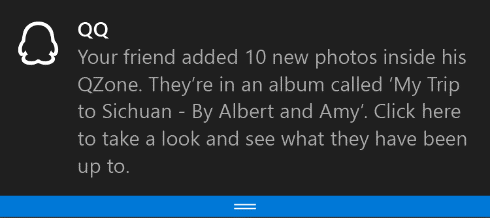 QQ
Your friend added 10 new photos inside his
QZone. They're in an album called 'My Trip
to Sichuan - By Albert and Amy'. Click here
to take a look and see what they have been
up to.